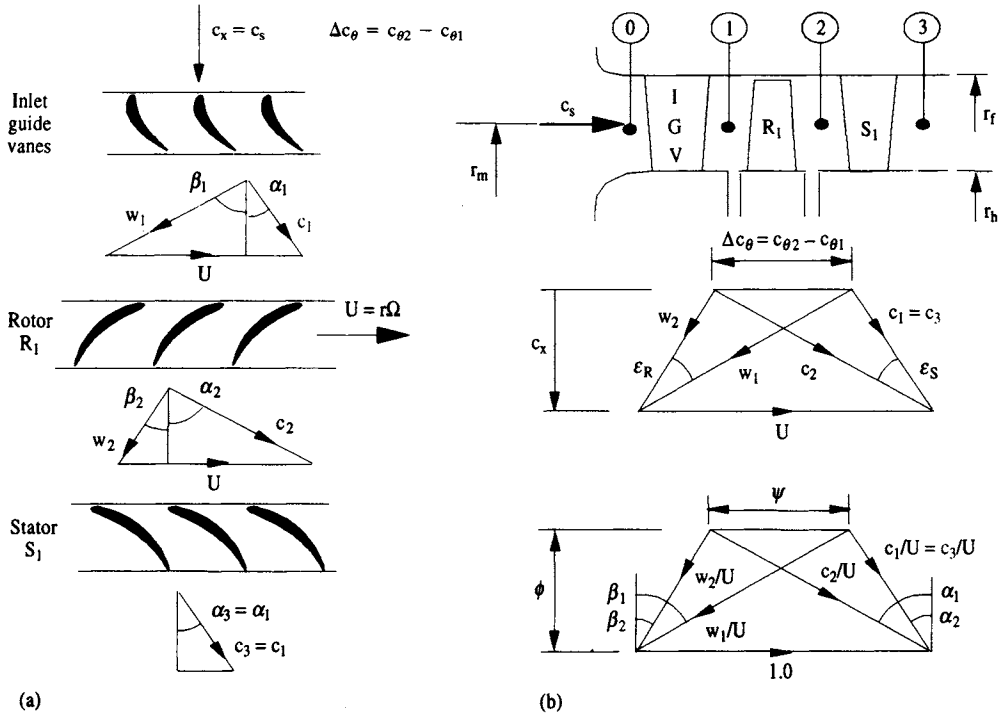 c_x = c_s
Δc_θ = c_θ2 − c_θ1
Inlet
guide
vanes
β_1
α_1
w_1
c_1
U
Rotor
R_1
U = rΩ
β_2
α_2
w_2
c_2
U
Stator
S_1
α_3 = α_1
c_3 = c_1
(a)
0
1
2
3
c_s
I
G
V
R_1
S_1
r_f
r_m
r_h
Δc_θ = c_θ2 − c_θ1
c_x
w_2
c_1 = c_3
ε_R
w_1
c_2
ε_S
U
ψ
ϕ
w_2/U
c_2/U
c_1/U = c_3/U
β_1
β_2
α_1
α_2
w_1/U
1.0
(b)